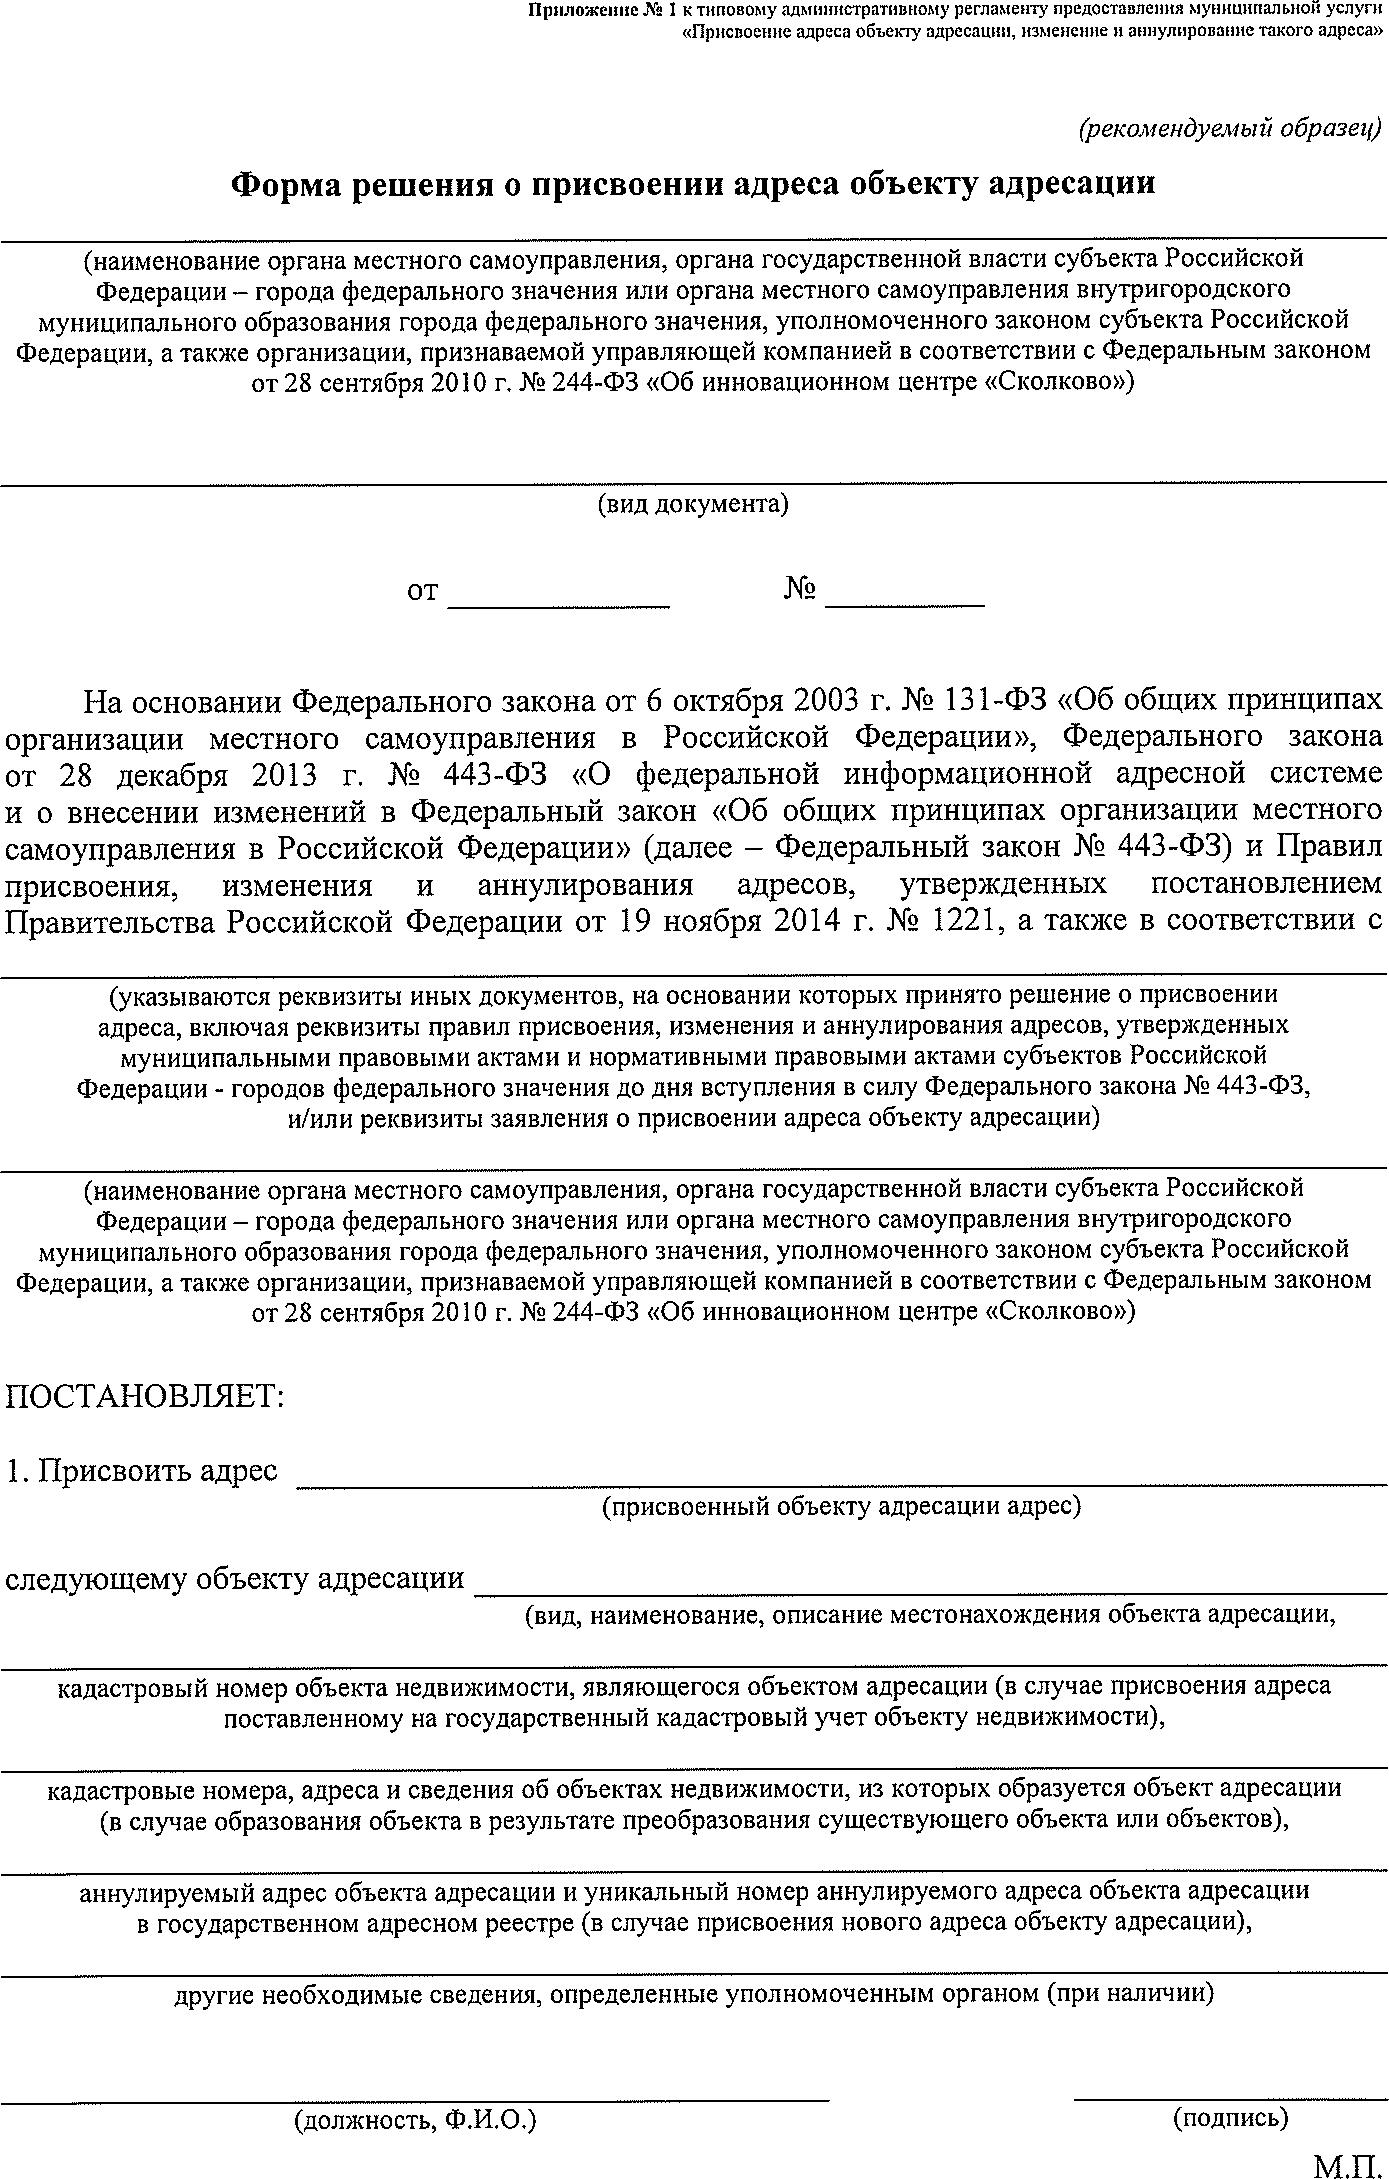 Приложение № 1 к типовому административному регламенту предоставления муниципальной услуги
«Присвоение адреса объекту адресации, изменение и аннулирование такого адреса»
(рекомендуемый образец)
Форма решения о присвоении адреса объекту адресации
(наименование органа местного самоуправления, органа государственной власти субъекта Российской
Федерации – города федерального значения или органа местного самоуправления внутригородского
муниципального образования города федерального значения, уполномоченного законом субъекта Российской
Федерации, а также организации, признаваемой управляющей компанией в соответствии с Федеральным законом
от 28 сентября 2010 г. № 244-ФЗ «Об инновационном центре «Сколково»)
(вид документа)
от ______________ № __________
На основании Федерального закона от 6 октября 2003 г. № 131-ФЗ «Об общих принципах
организации местного самоуправления в Российской Федерации», Федерального закона
от 28 декабря 2013 г. № 443-ФЗ «О федеральной информационной адресной системе
и о внесении изменений в Федеральный закон «Об общих принципах организации местного
самоуправления в Российской Федерации» (далее – Федеральный закон № 443-ФЗ) и Правил
присвоения, изменения и аннулирования адресов, утвержденных постановлением
Правительства Российской Федерации от 19 ноября 2014 г. № 1221, а также в соответствии с
(указываются реквизиты иных документов, на основании которых принято решение о присвоении
адреса, включая реквизиты правил присвоения, изменения и аннулирования адресов, утвержденных
муниципальными правовыми актами и нормативными правовыми актами субъектов Российской
Федерации - городов федерального значения до дня вступления в силу Федерального закона № 443-ФЗ,
и/или реквизиты заявления о присвоении адреса объекту адресации)
(наименование органа местного самоуправления, органа государственной власти субъекта Российской
Федерации – города федерального значения или органа местного самоуправления внутригородского
муниципального образования города федерального значения, уполномоченного законом субъекта Российской
Федерации, а также организации, признаваемой управляющей компанией в соответствии с Федеральным законом
от 28 сентября 2010 г. № 244-ФЗ «Об инновационном центре «Сколково»)
ПОСТАНОВЛЯЕТ:
1. Присвоить адрес
(присвоенный объекту адресации адрес)
следующему объекту адресации
(вид, наименование, описание местонахождения объекта адресации,
кадастровый номер объекта недвижимости, являющегося объектом адресации (в случае присвоения адреса
поставленному на государственный кадастровый учет объекту недвижимости),
кадастровые номера, адреса и сведения об объектах недвижимости, из которых образуется объект адресации
(в случае образования объекта в результате преобразования существующего объекта или объектов),
аннулируемый адрес объекта адресации и уникальный номер аннулируемого адреса объекта адресации
в государственном адресном реестре (в случае присвоения нового адреса объекту адресации),
другие необходимые сведения, определенные уполномоченным органом (при наличии)
(должность, Ф.И.О.) (подпись)
М.П.